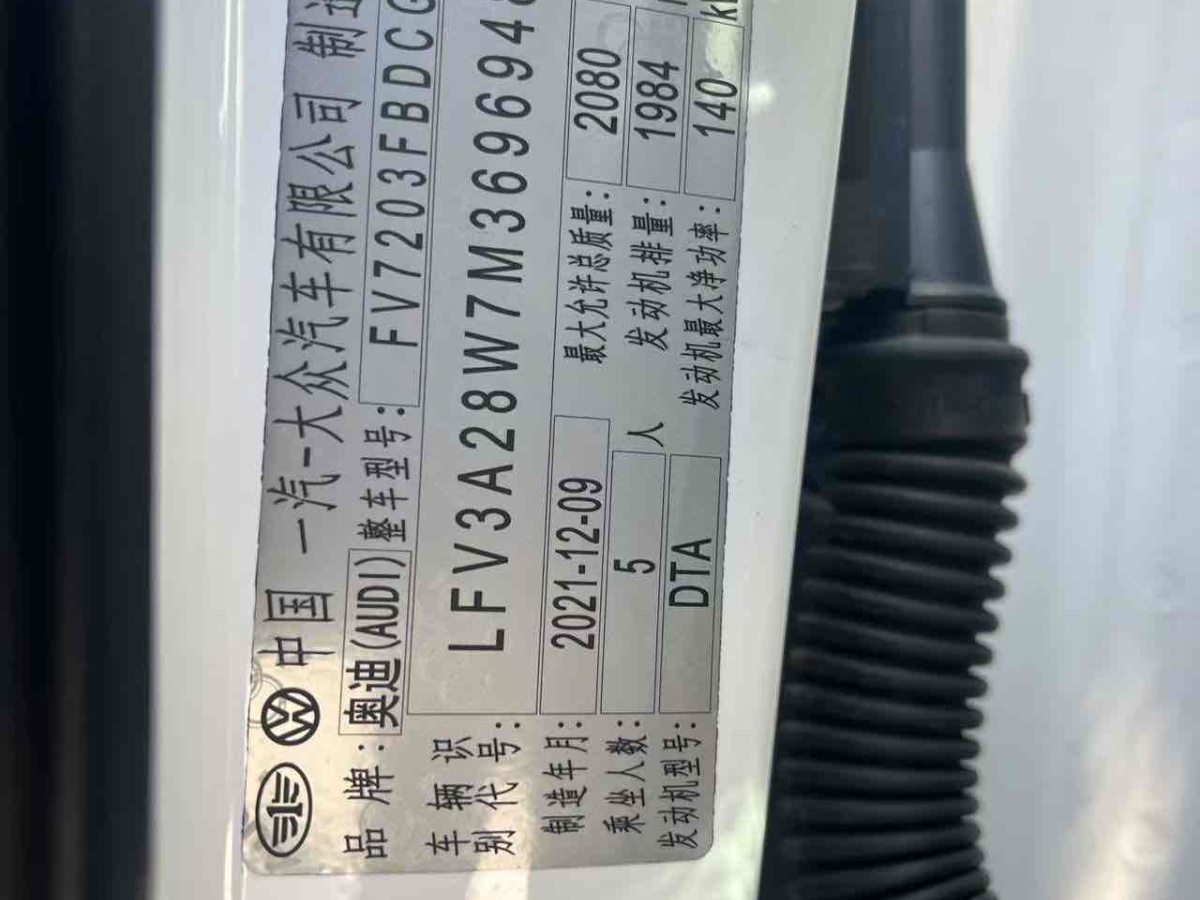 中国 一汽-大众汽车有限公司 制造
品牌: 奥迪(AUDI) 整车型号: FV7203FBDCG
车辆识别代号: LFV3A28W7M369694
制造年月: 2021-12-09 最大允许总质量: 2080
乘坐人数: 5 人 发动机排量: 1984
发动机型号: DTA 发动机最大净功率: 140 kW